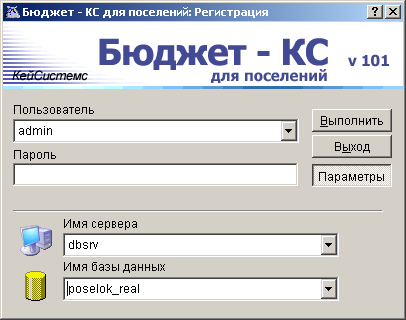 Бюджет - КС для поселений: Регистрация
Бюджет - КС
для поселений
v 101
КейСистемс
Пользователь
admin
Выполнить
Выход
Пароль
Параметры
Имя сервера
dbsrv
Имя базы данных
poselok_real